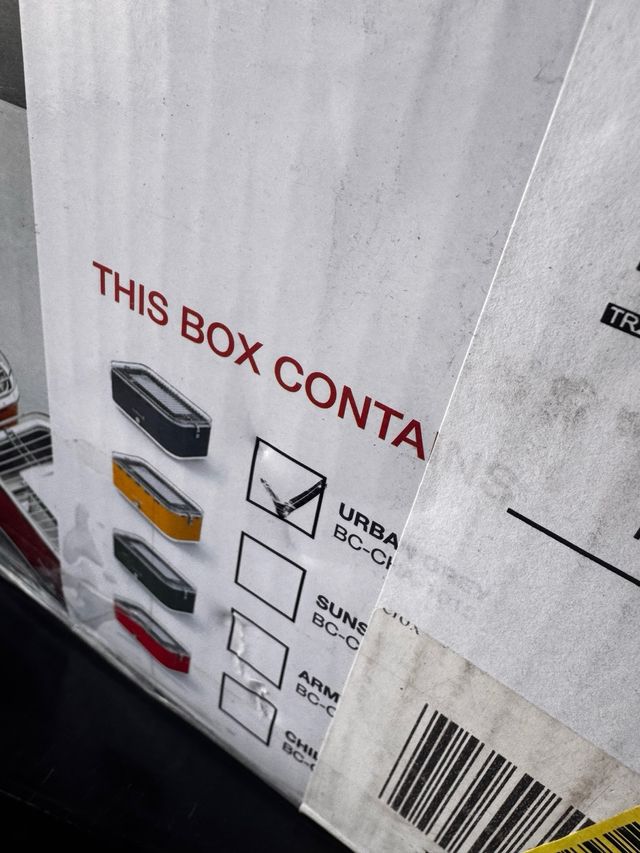 THIS BOX CONTA
URBA
BC-C
SUNS
BC-C
ARM
BC-C
CHI
BC-
TR